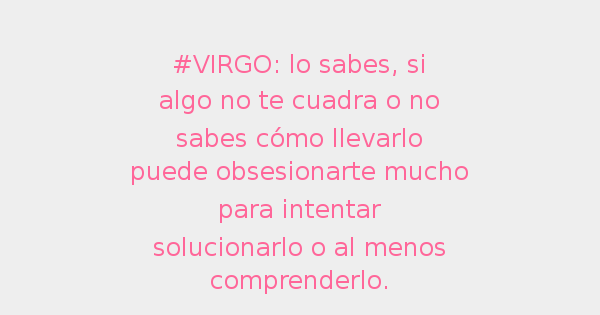 #VIRGO: lo sabes, si
algo no te cuadra o no
sabes cómo llevarlo
puede obsesionarte mucho
para intentar
solucionarlo o al menos
comprenderlo.